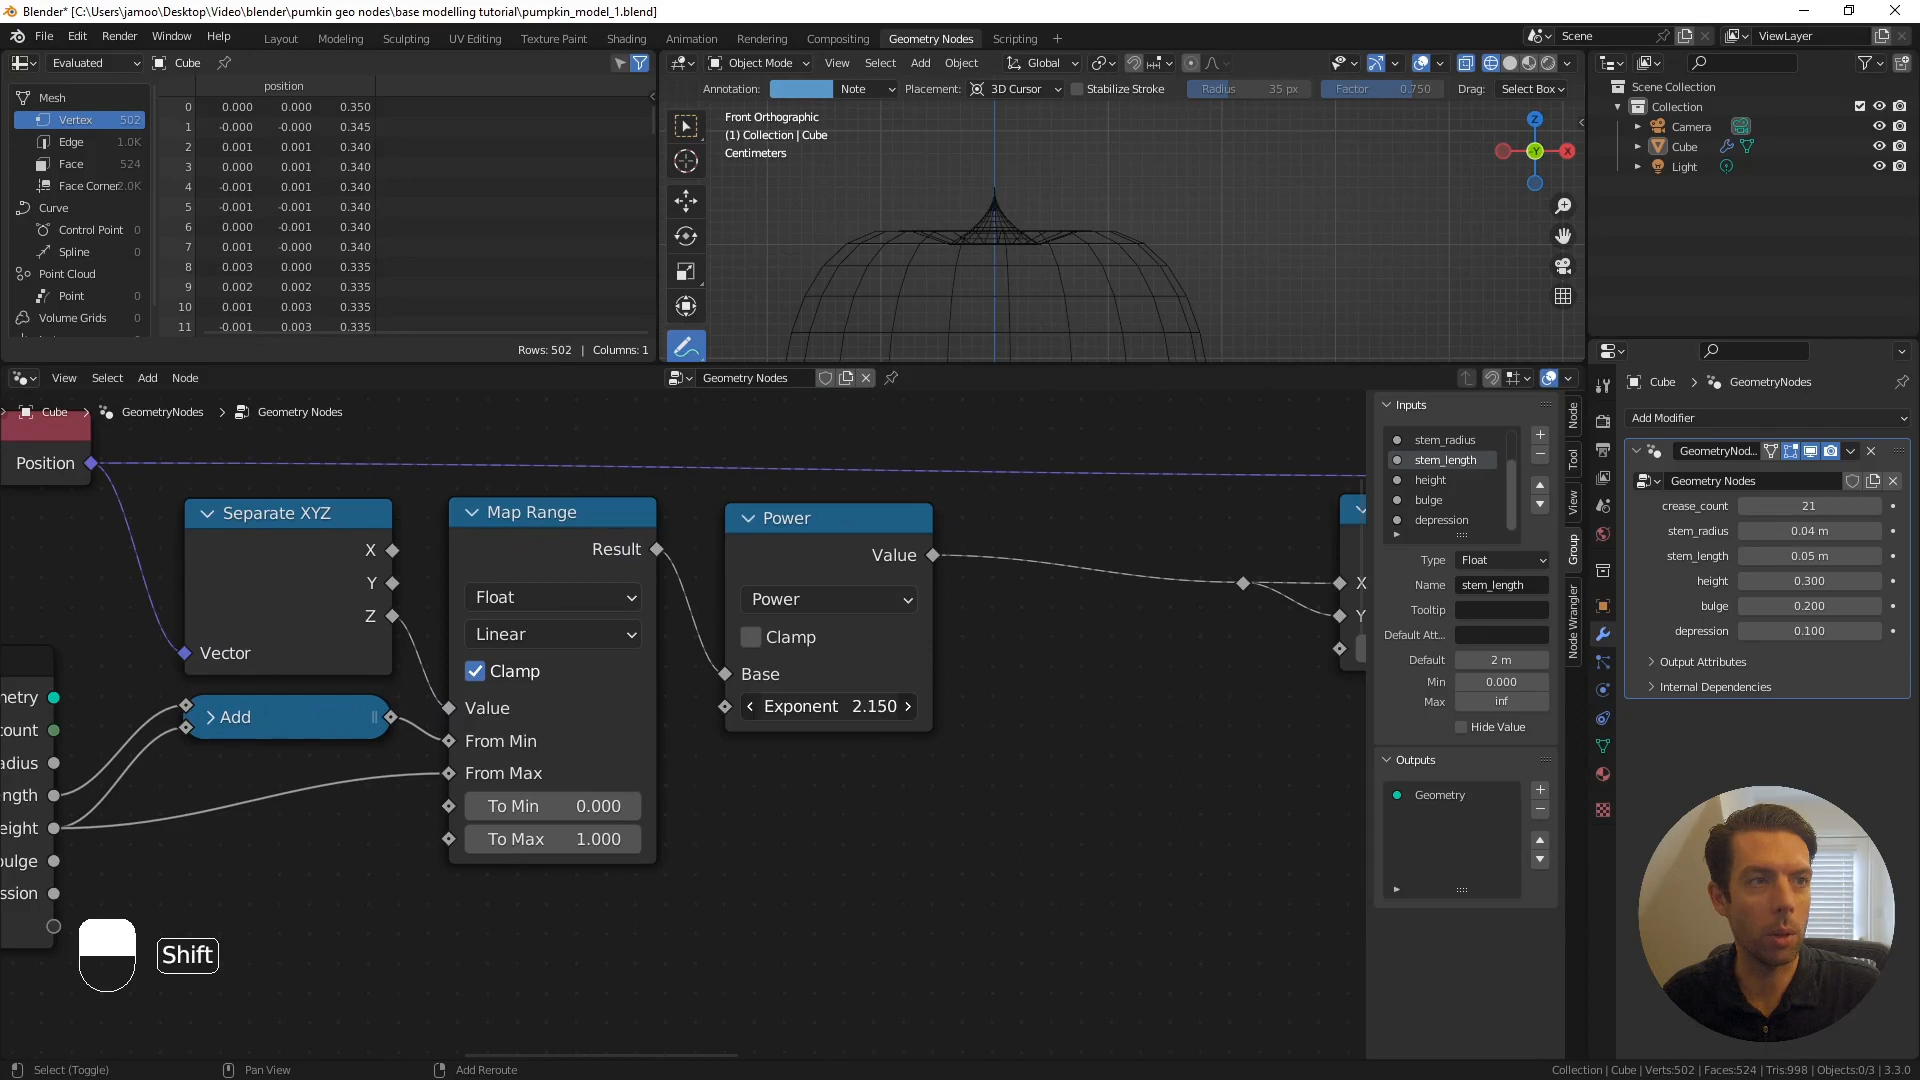 Blender* [C:\Users\jamoo\Desktop\Video\blender\pumkin geo nodes\base modelling tutorial\pumpkin_model_1.blend]
File Edit Render Window Help
Layout Modeling Sculpting UV Editing Texture Paint Shading Animation Rendering Compositing Geometry Nodes Scripting +
Scene ViewLayer
Evaluated Cube
position
Mesh
Vertex 502
Edge 1.0K
Face 524
Face Corner 2.0K
Curve
Control Point 0
Spline 0
Point Cloud
Point 0
Volume Grids 0
0 0.000 0.000 0.350
1 -0.000 -0.000 0.345
2 0.001 0.001 0.340
3 0.000 0.001 0.340
4 -0.001 0.001 0.340
5 -0.001 -0.001 0.340
6 0.000 -0.001 0.340
7 0.001 -0.000 0.340
8 0.003 0.000 0.335
9 0.002 0.002 0.335
10 0.001 0.003 0.335
11 -0.001 0.003 0.335
Rows: 502 | Columns: 1
Object Mode View Select Add Object Global
Annotation: Note Placement: 3D Cursor Stabilize Stroke Radius 35 px Factor 0.750 Drag: Select Box
Front Orthographic
(1) Collection | Cube
Centimeters
Z
X
-Y
Scene Collection
Collection
Camera
Cube
Light
View Select Add Node
Geometry Nodes
Cube > GeometryNodes > Geometry Nodes
Position
Separate XYZ
X
Y
Z
Vector
Add
netry
ount
adius
ngth
eight
oulge
ssion
Map Range
Result
Float
Linear
Clamp
Value
From Min
From Max
To Min 0.000
To Max 1.000
Power
Value
Power
Clamp
Base
Exponent 2.150
X
Y
Inputs
stem_radius
stem_length
height
bulge
depression
Type Float
Name stem_length
Tooltip
Default Att...
Default 2 m
Min 0.000
Max inf
Hide Value
Outputs
Geometry
Node
Tool
View
Group
Node Wrangler
Cube > GeometryNodes
Add Modifier
GeometryNod...
Geometry Nodes
crease_count 21
stem_radius 0.04 m
stem_length 0.05 m
height 0.300
bulge 0.200
depression 0.100
Output Attributes
Internal Dependencies
Shift
Select (Toggle) Pan View Add Reroute
Collection | Cube | Verts:502 | Faces:524 | Tris:998 | Objects:0/3 | 3.3.0